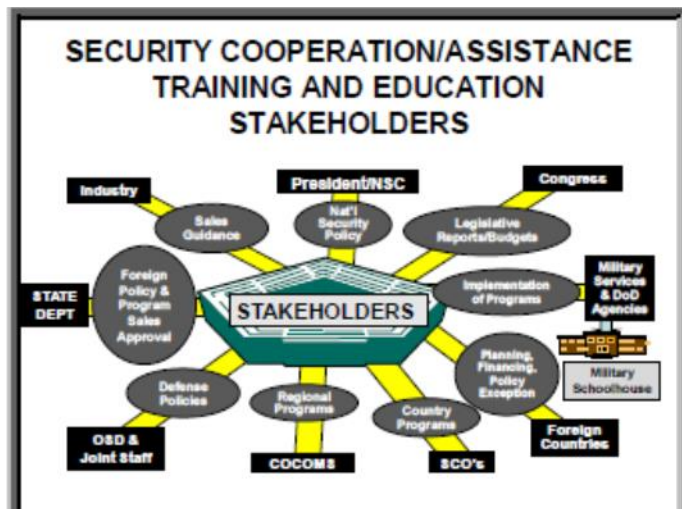 SECURITY COOPERATION/ASSISTANCE
TRAINING AND EDUCATION
STAKEHOLDERS
Industry
President/NSC
Congress
Sales
Guidance
Nat'l
Security
Policy
Legislative
Reports/Budgets
STATE
DEPT
Foreign
Policy &
Program
Sales
Approval
STAKEHOLDERS
Implementation
of Programs
Military
Services
& DoD
Agencies
Military
Schoolhouse
Planning,
Financing,
Policy
Exception
Defense
Policies
Regional
Programs
Country
Programs
OSD &
Joint Staff
COCOMS
SCO's
Foreign
Countries